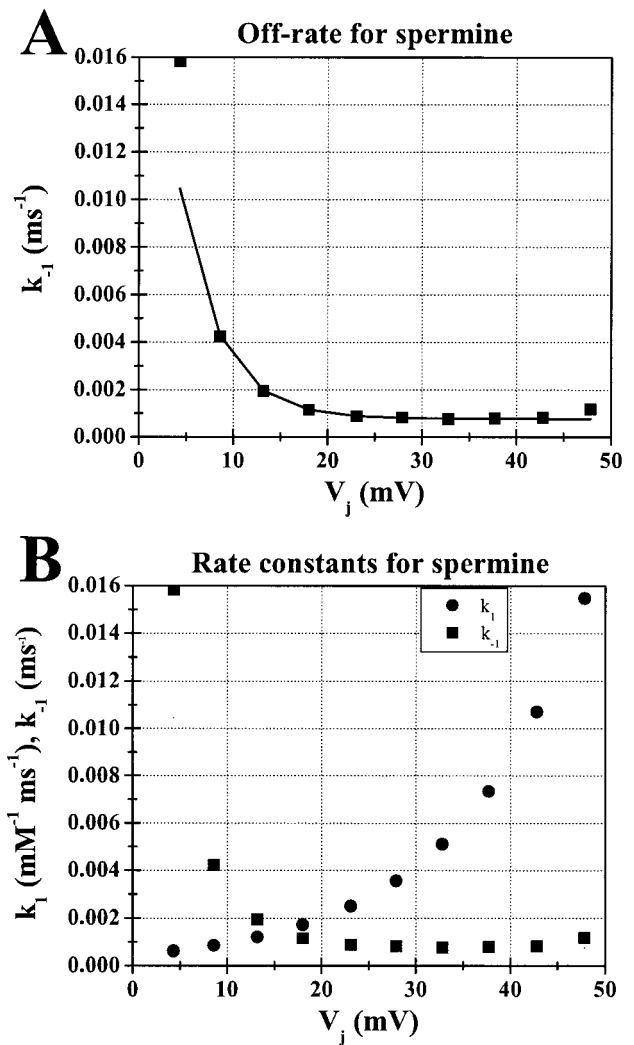 A
Off-rate for spermine
0.016
0.014
0.012
0.010
0.008
0.006
0.004
0.002
0.000
k₋₁ (ms⁻¹)
0 10 20 30 40 50
Vⱼ (mV)
B
Rate constants for spermine
0.016
0.014
0.012
0.010
0.008
0.006
0.004
0.002
0.000
k₁ (mM⁻¹ ms⁻¹), k₋₁ (ms⁻¹)
k₁
k₋₁
0 10 20 30 40 50
Vⱼ (mV)